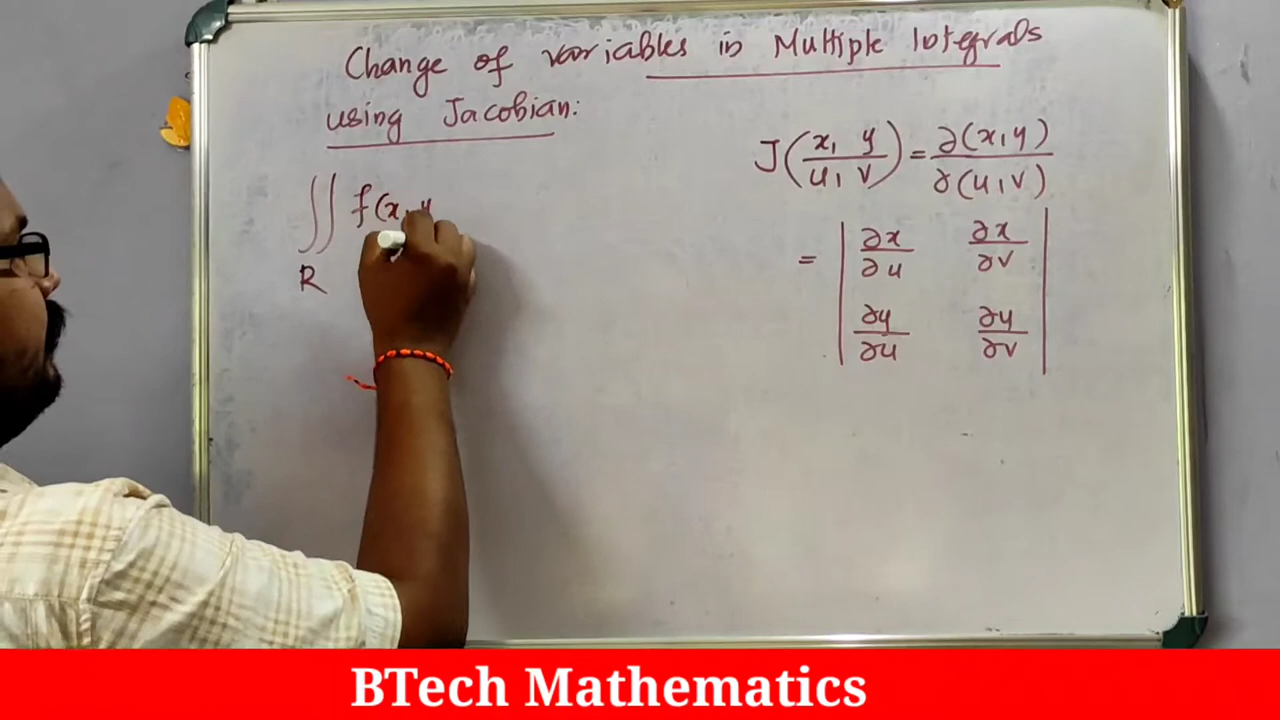 Change of variables in Multiple Integrals
using Jacobian:
∬ f(x, y
R
J(x, y / u, v) = ∂(x, y) / ∂(u, v)
= | ∂x/∂u ∂x/∂v |
| ∂y/∂u ∂y/∂v |
BTech Mathematics